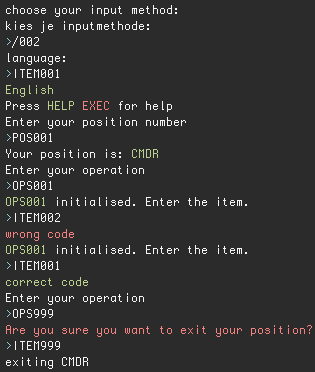 choose your input method:
kies je inputmethode:
>/002
language:
>ITEM001
English
Press HELP EXEC for help
Enter your position number
>POS001
Your position is: CMDR
Enter your operation
>OPS001
OPS001 initialised. Enter the item.
>ITEM002
wrong code
OPS001 initialised. Enter the item.
>ITEM001
correct code
Enter your operation
>OPS999
Are you sure you want to exit your position?
>ITEM999
exiting CMDR